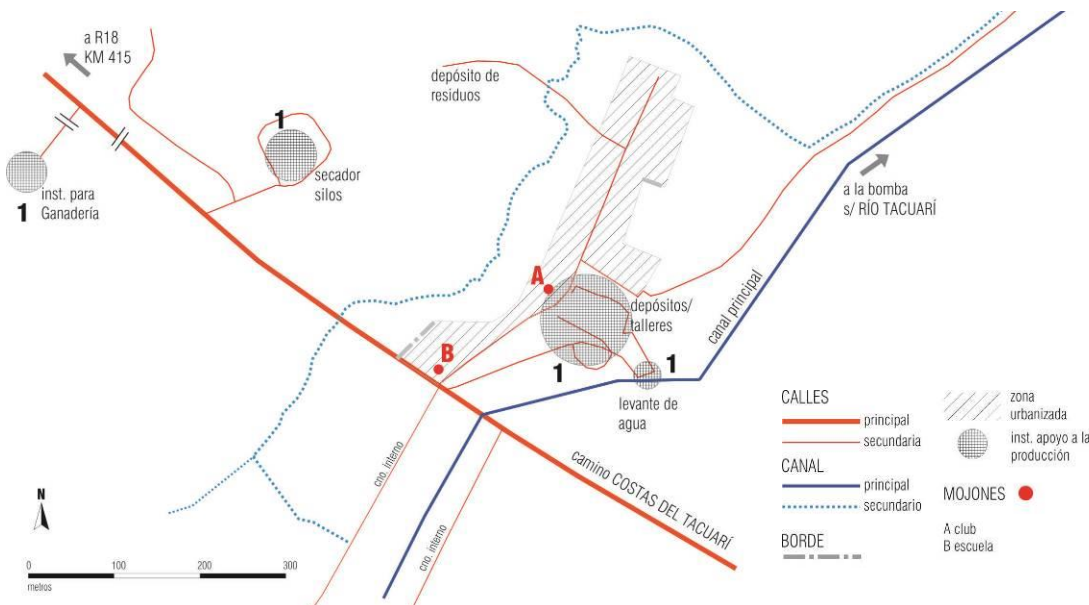 a R18
KM 415
depósito de
residuos
1
secador
silos
1
inst. para
Ganadería
a la bomba
s/ RÍO TACUARÍ
canal principal
A
depósitos/
talleres
B
1
1
levante de
agua
cno. interno
cno. interno
camino COSTAS DEL TACUARÍ
N
0
100
200
300
metros
CALLES
principal
secundaria
CANAL
principal
secundario
BORDE
zona
urbanizada
inst. apoyo a la
producción
MOJONES
A club
B escuela